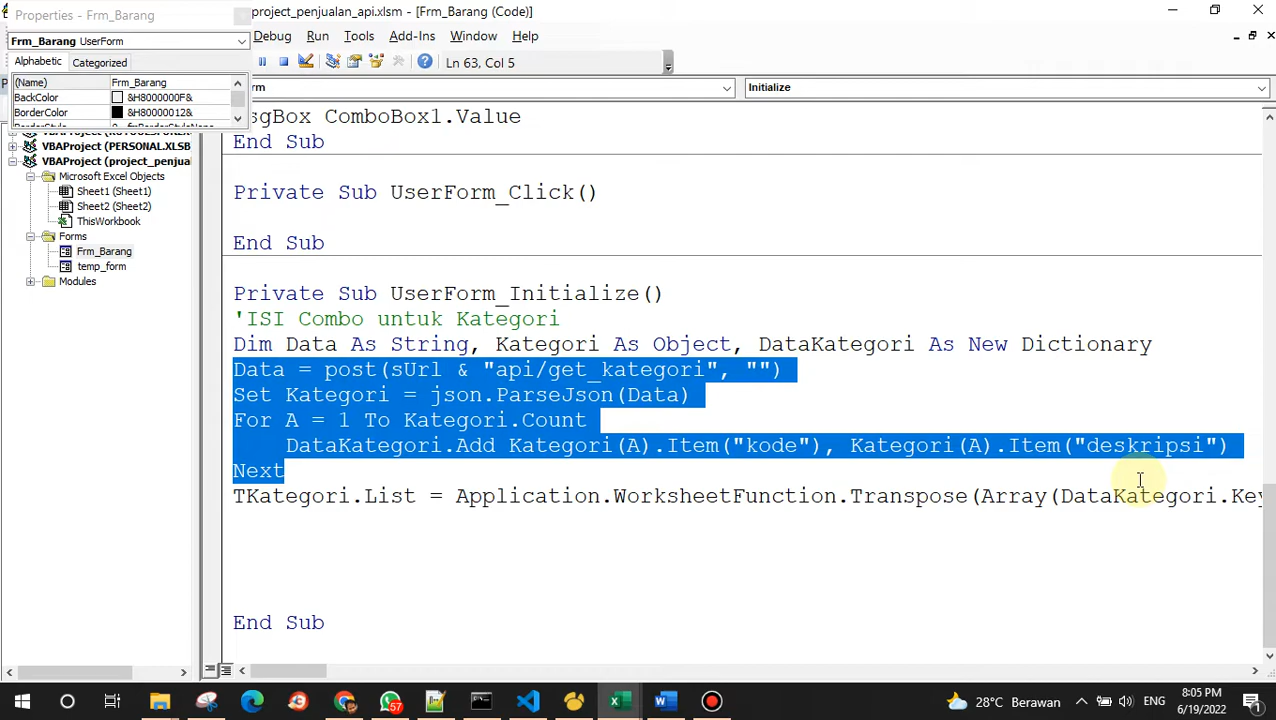 Properties - Frm_Barang
project_penjualan_api.xlsm - [Frm_Barang (Code)]
Frm_Barang UserForm
Debug Run Tools Add-Ins Window Help
Alphabetic Categorized
Ln 63, Col 5
(Name) Frm_Barang
BackColor &H8000000F&
BorderColor &H80000012&
Initialize
VBAProject (PERSONAL.XLSB
VBAProject (project_penjua
Microsoft Excel Objects
Sheet1 (Sheet1)
Sheet2 (Sheet2)
ThisWorkbook
Forms
Frm_Barang
temp_form
Modules
sgBox ComboBox1.Value
End Sub
Private Sub UserForm_Click()
End Sub
Private Sub UserForm_Initialize()
'ISI Combo untuk Kategori
Dim Data As String, Kategori As Object, DataKategori As New Dictionary
Data = post(sUrl & "api/get_kategori", "")
Set Kategori = json.ParseJson(Data)
For A = 1 To Kategori.Count
DataKategori.Add Kategori(A).Item("kode"), Kategori(A).Item("deskripsi")
Next
TKategori.List = Application.WorksheetFunction.Transpose(Array(DataKategori.Key
End Sub
57
28°C Berawan
ENG
8:05 PM
6/19/2022
1